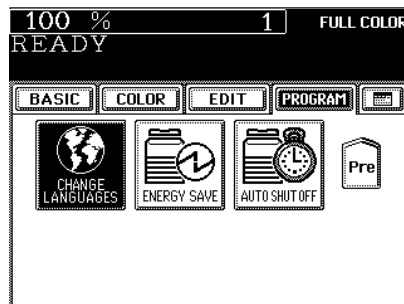 100 % 1 FULL COLOR
READY
BASIC COLOR EDIT PROGRAM
CHANGE LANGUAGES
ENERGY SAVE
AUTO SHUT OFF
Pre